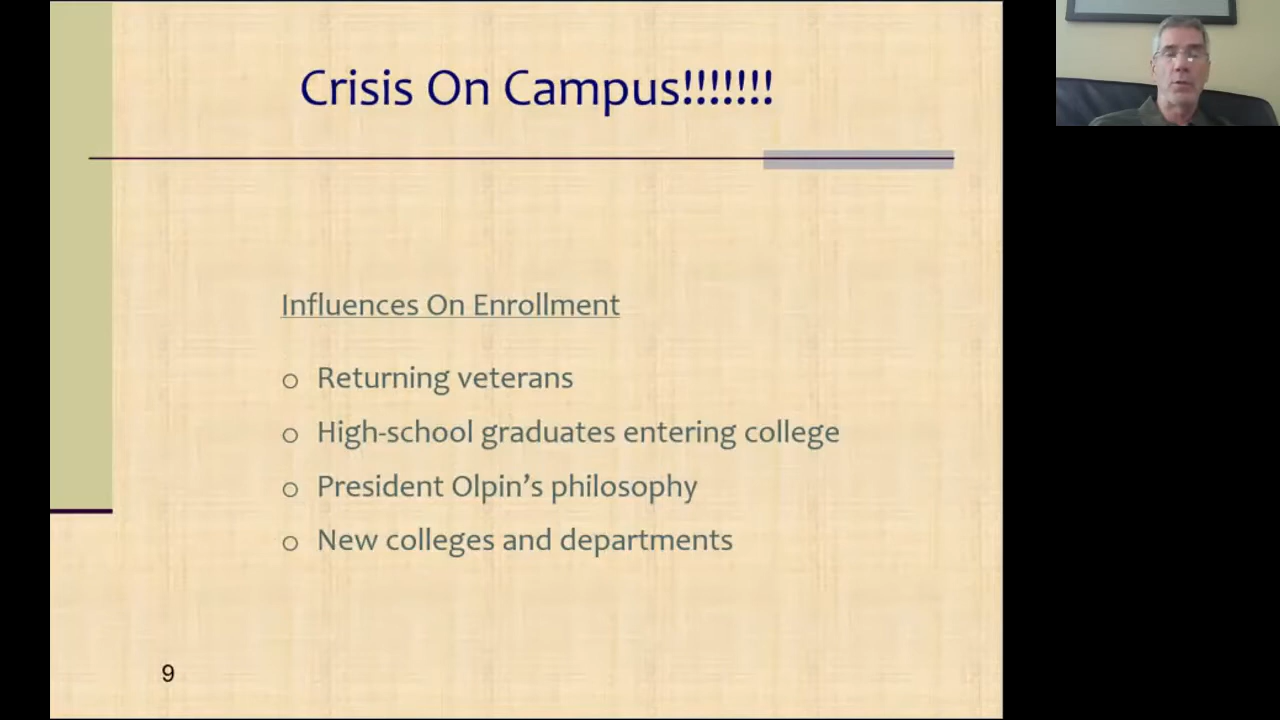 Crisis On Campus!!!!!!!
Influences On Enrollment
o Returning veterans
o High-school graduates entering college
o President Olpin’s philosophy
o New colleges and departments
9